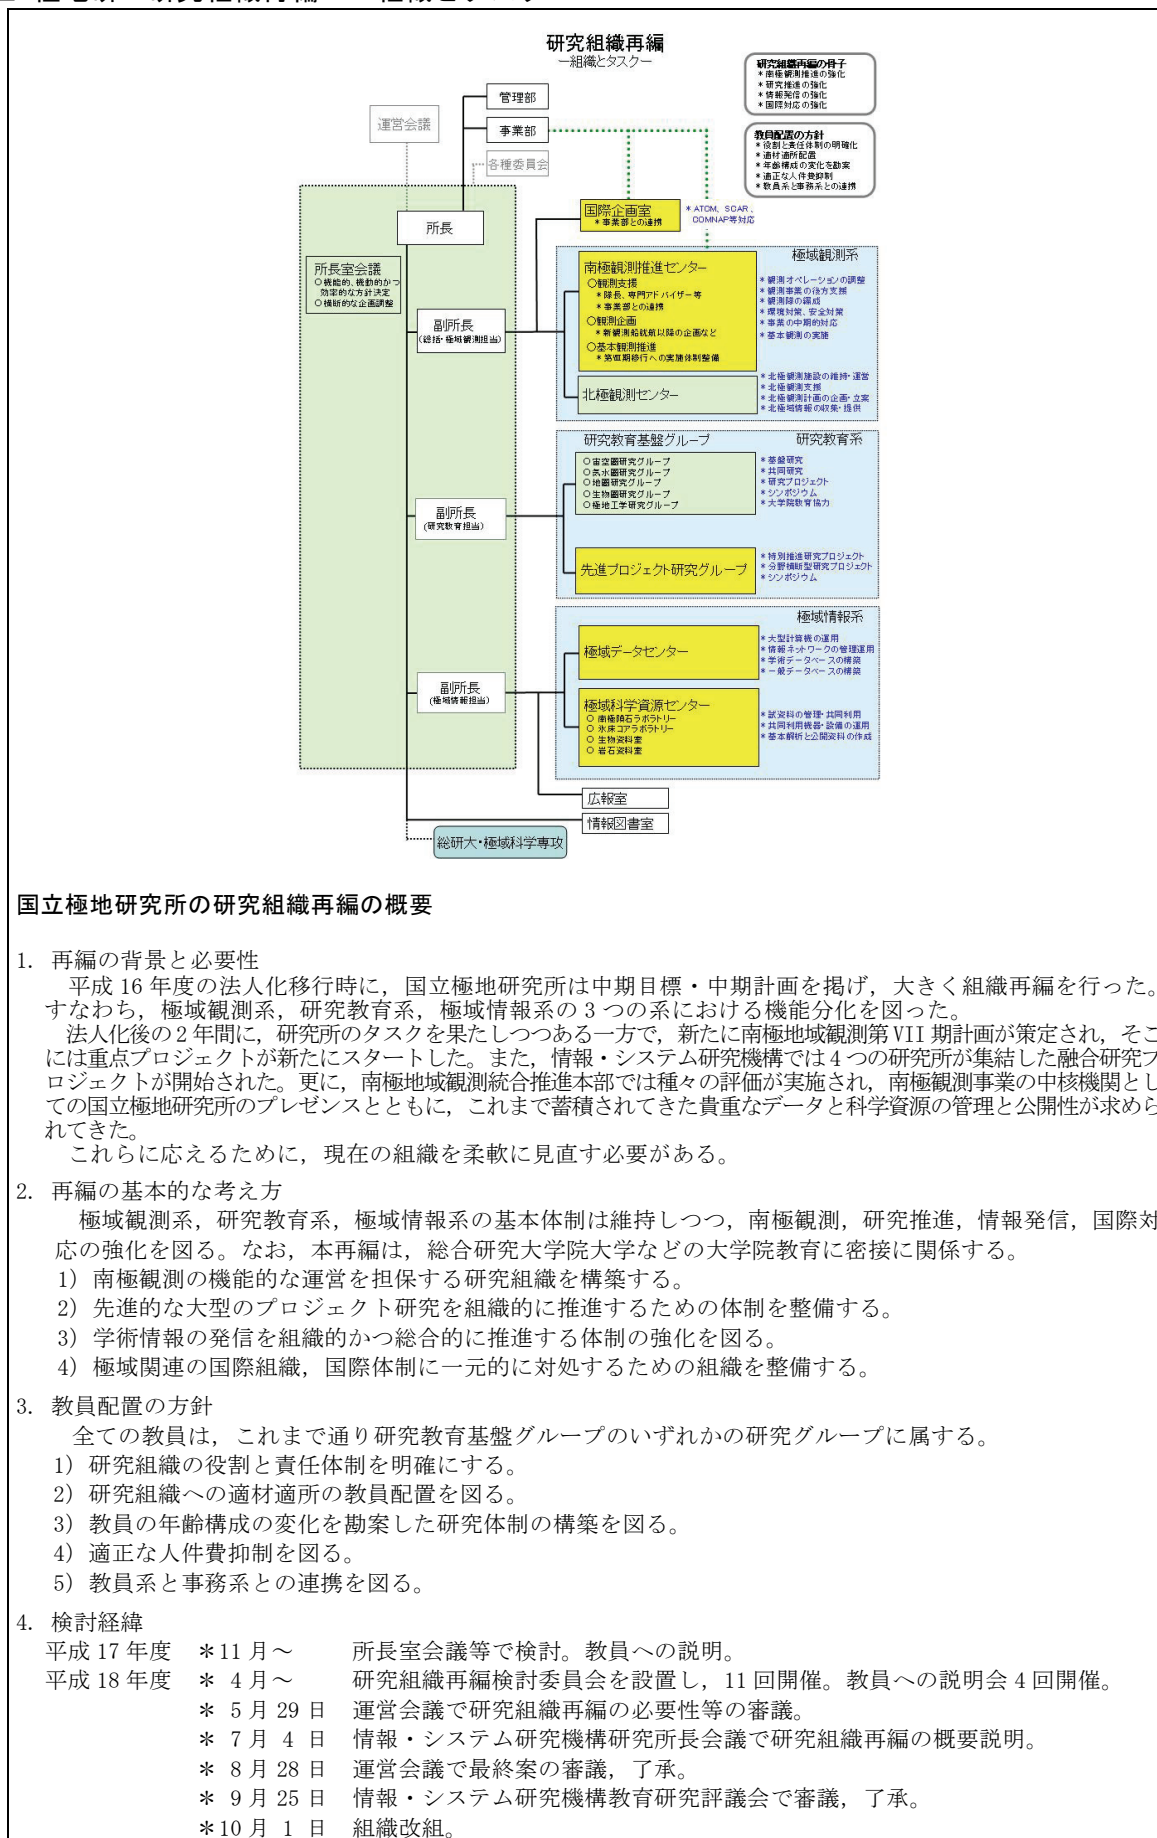 研究組織再編
―組織とタスク―
研究組織再編の骨子
＊南極観測推進の強化
＊研究推進の強化
＊情報発信の強化
＊国際対応の強化
教員配置の方針
＊役割と責任体制の明確化
＊適材適所配置
＊年齢構成の変化を勘案
＊適正な人件費抑制
＊教員系と事務系との連携
管理部
運営会議
事業部
各種委員会
所長
国際企画室
＊事業部との連携
＊ATCM、SCAR、
COMNAP等対応
所長室会議
○機能的、機動的かつ
効率的な方針決定
○横断的な企画調整
副所長
(総括・極域観測担当)
極域観測系
南極観測推進センター
○観測支援
＊隊長、専門アドバイザー等
＊事業部との連携
○観測企画
＊新観測船就航以降の企画など
○基本観測推進
＊第Ⅷ期移行への実施体制整備
＊観測オペレーションの調整
＊観測事業の後方支援
＊観測隊の編成
＊環境対策、安全対策
＊事業の中期的対応
＊基本観測の実施
北極観測センター
＊北極観測施設の維持・運営
＊北極観測支援
＊北極観測計画の企画・立案
＊北極域情報の収集・提供
研究教育基盤グループ
研究教育系
○宙空圏研究グループ
○気水圏研究グループ
○地圏研究グループ
○生物圏研究グループ
○極地工学研究グループ
＊基盤研究
＊共同研究
＊研究プロジェクト
＊シンポジウム
＊大学院教育協力
副所長
(研究教育担当)
先進プロジェクト研究グループ
＊特別推進研究プロジェクト
＊分野横断型研究プロジェクト
＊シンポジウム
極域情報系
極域データセンター
＊大型計算機の運用
＊情報ネットワークの管理運用
＊学術データベースの構築
＊一般データベースの構築
副所長
(極域情報担当)
極域科学資源センター
○ 南極隕石ラボラトリー
○ 氷床コアラボラトリー
○ 生物資料室
○ 岩石資料室
＊試資料の管理・共同利用
＊共同利用機器・設備の運用
＊基本解析と公開資料の作成
広報室
情報図書室
総研大・極域科学専攻
国立極地研究所の研究組織再編の概要
1. 再編の背景と必要性
平成 16 年度の法人化移行時に，国立極地研究所は中期目標・中期計画を掲げ，大きく組織再編を行った。
すなわち，極域観測系，研究教育系，極域情報系の 3 つの系における機能分化を図った。
法人化後の 2 年間に，研究所のタスクを果たしつつある一方で，新たに南極地域観測第 VII 期計画が策定され，そこ
には重点プロジェクトが新たにスタートした。また，情報・システム研究機構では 4 つの研究所が集結した融合研究プ
ロジェクトが開始された。更に，南極地域観測統合推進本部では種々の評価が実施され，南極観測事業の中核機関とし
ての国立極地研究所のプレゼンスとともに，これまで蓄積されてきた貴重なデータと科学資源の管理と公開性が求めら
れてきた。
これらに応えるために，現在の組織を柔軟に見直す必要がある。
2. 再編の基本的な考え方
極域観測系，研究教育系，極域情報系の基本体制は維持しつつ，南極観測，研究推進，情報発信，国際対
応の強化を図る。なお，本再編は，総合研究大学院大学などの大学院教育に密接に関係する。
1）南極観測の機能的な運営を担保する研究組織を構築する。
2）先進的な大型のプロジェクト研究を組織的に推進するための体制を整備する。
3）学術情報の発信を組織的かつ総合的に推進する体制の強化を図る。
4）極域関連の国際組織，国際体制に一元的に対処するための組織を整備する。
3. 教員配置の方針
全ての教員は，これまで通り研究教育基盤グループのいずれかの研究グループに属する。
1）研究組織の役割と責任体制を明確にする。
2）研究組織への適材適所の教員配置を図る。
3）教員の年齢構成の変化を勘案した研究体制の構築を図る。
4）適正な人件費抑制を図る。
5）教員系と事務系との連携を図る。
4. 検討経緯
平成 17 年度 ＊11 月～ 所長室会議等で検討。教員への説明。
平成 18 年度 ＊ 4 月～ 研究組織再編検討委員会を設置し，11 回開催。教員への説明会 4 回開催。
＊ 5 月 29 日 運営会議で研究組織再編の必要性等の審議。
＊ 7 月 4 日 情報・システム研究機構研究所長会議で研究組織再編の概要説明。
＊ 8 月 28 日 運営会議で最終案の審議，了承。
＊ 9 月 25 日 情報・システム研究機構教育研究評議会で審議，了承。
＊10 月 1 日 組織改組。